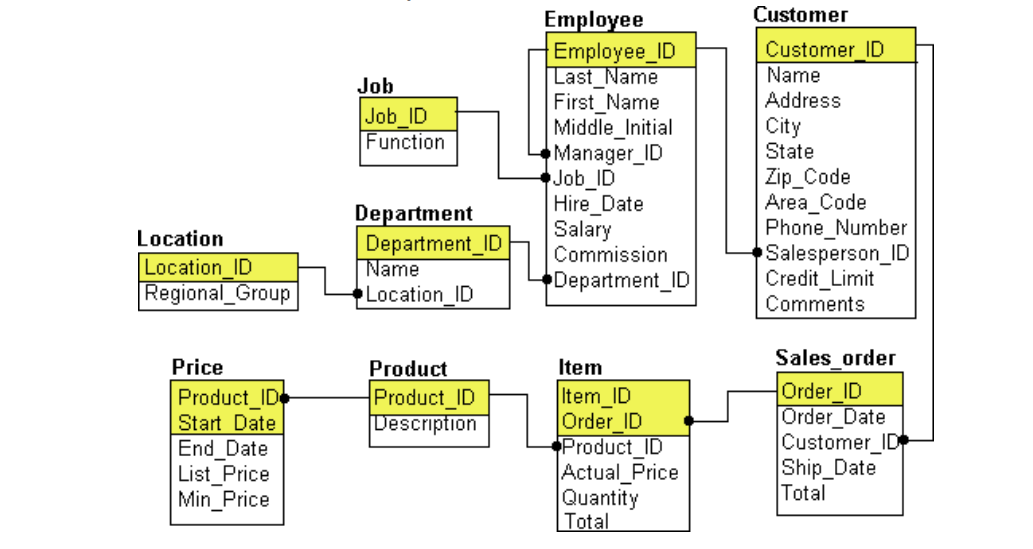 Employee
Employee_ID
Last_Name
First_Name
Middle_Initial
Manager_ID
Job_ID
Hire_Date
Salary
Commission
Department_ID
Customer
Customer_ID
Name
Address
City
State
Zip_Code
Area_Code
Phone_Number
Salesperson_ID
Credit_Limit
Comments
Job
Job_ID
Function
Department
Department_ID
Name
Location_ID
Location
Location_ID
Regional_Group
Price
Product_ID
Start_Date
End_Date
List_Price
Min_Price
Product
Product_ID
Description
Item
Item_ID
Order_ID
Product_ID
Actual_Price
Quantity
Total
Sales_order
Order_ID
Order_Date
Customer_ID
Ship_Date
Total